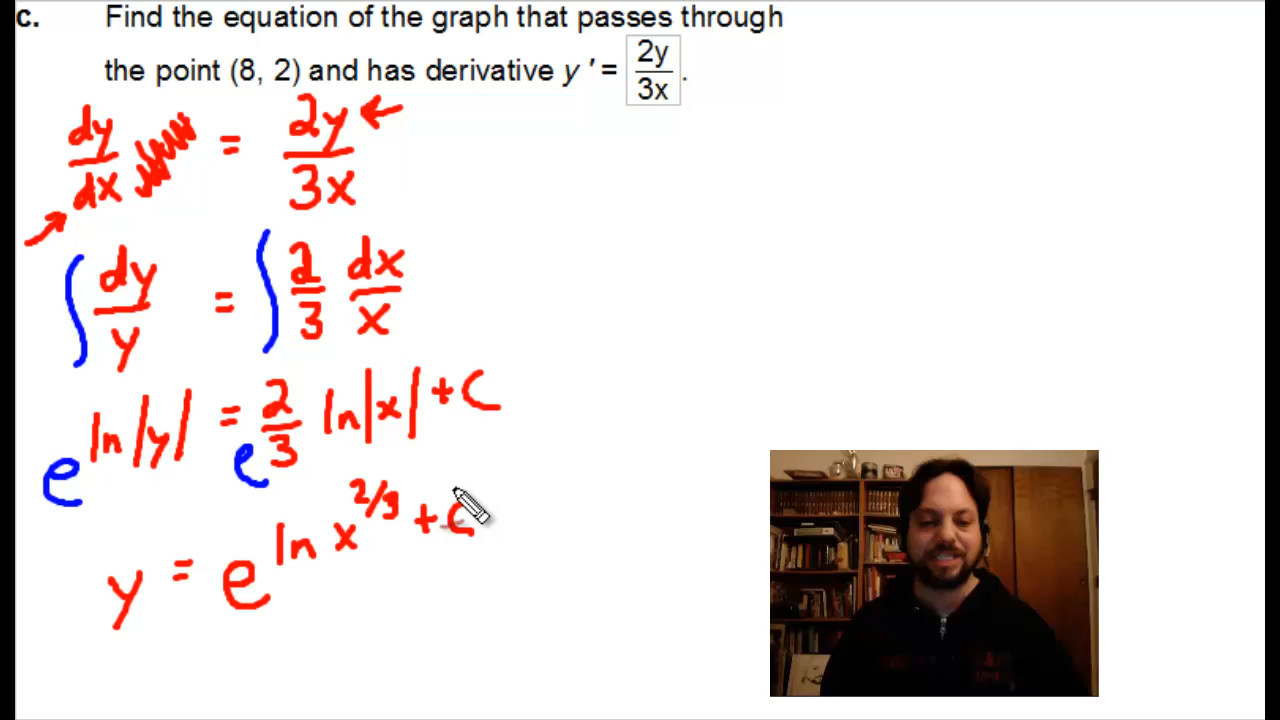 c. Find the equation of the graph that passes through
the point (8, 2) and has derivative y ' = 2y/3x .
dy/dx = 2y/3x
∫ dy/y = ∫ 2/3 dx/x
e^ln|y| = e^2/3 ln|x| + C
y = e^ln x^2/3 + C